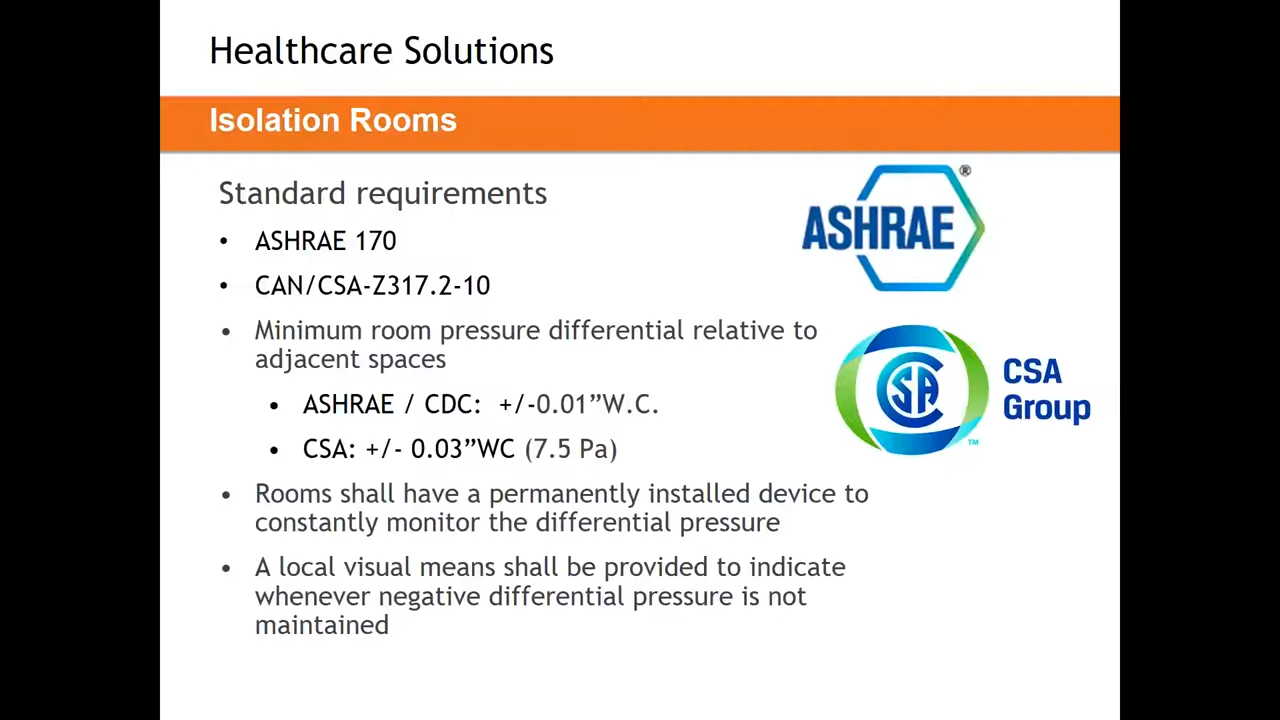 Healthcare Solutions
Isolation Rooms
Standard requirements
• ASHRAE 170
• CAN/CSA-Z317.2-10
• Minimum room pressure differential relative to
adjacent spaces
• ASHRAE / CDC: +/-0.01”W.C.
• CSA: +/- 0.03”WC (7.5 Pa)
• Rooms shall have a permanently installed device to
constantly monitor the differential pressure
• A local visual means shall be provided to indicate
whenever negative differential pressure is not
maintained
ASHRAE®
CSA
™
CSA
Group